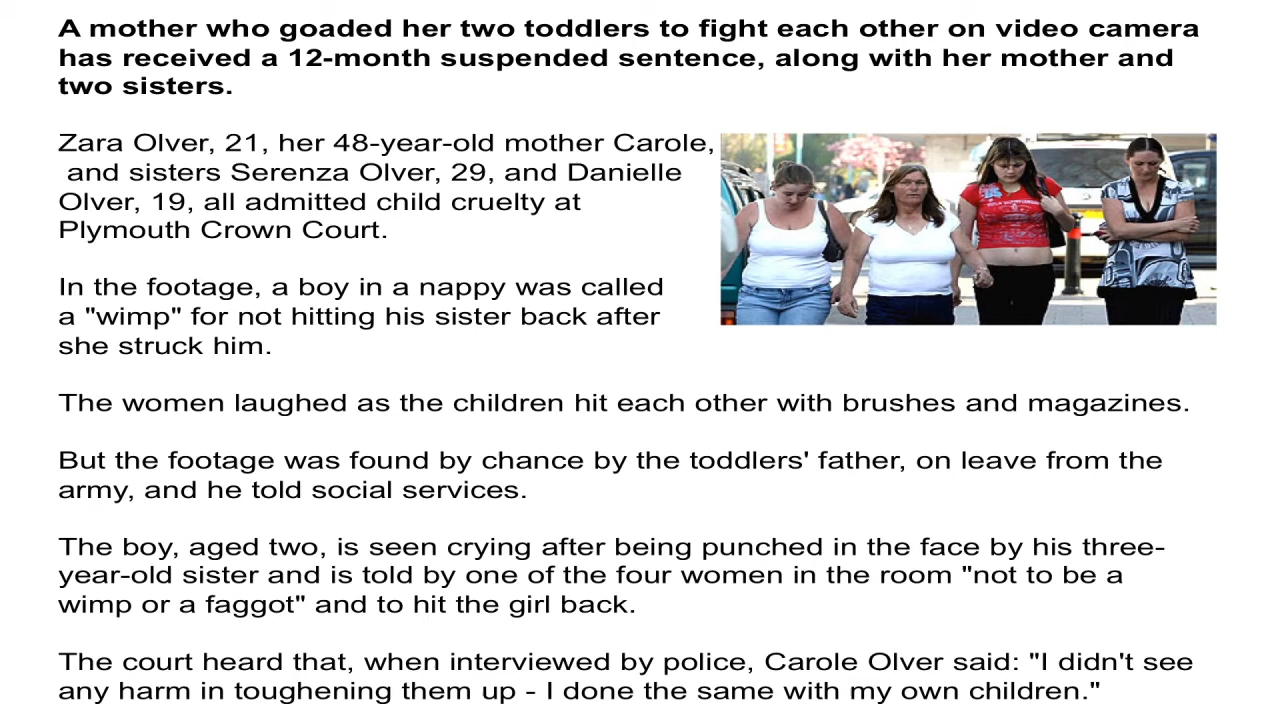 A mother who goaded her two toddlers to fight each other on video camera
has received a 12-month suspended sentence, along with her mother and
two sisters.
Zara Olver, 21, her 48-year-old mother Carole,
and sisters Serenza Olver, 29, and Danielle
Olver, 19, all admitted child cruelty at
Plymouth Crown Court.
In the footage, a boy in a nappy was called
a "wimp" for not hitting his sister back after
she struck him.
The women laughed as the children hit each other with brushes and magazines.
But the footage was found by chance by the toddlers' father, on leave from the
army, and he told social services.
The boy, aged two, is seen crying after being punched in the face by his three-
year-old sister and is told by one of the four women in the room "not to be a
wimp or a faggot" and to hit the girl back.
The court heard that, when interviewed by police, Carole Olver said: "I didn't see
any harm in toughening them up - I done the same with my own children."